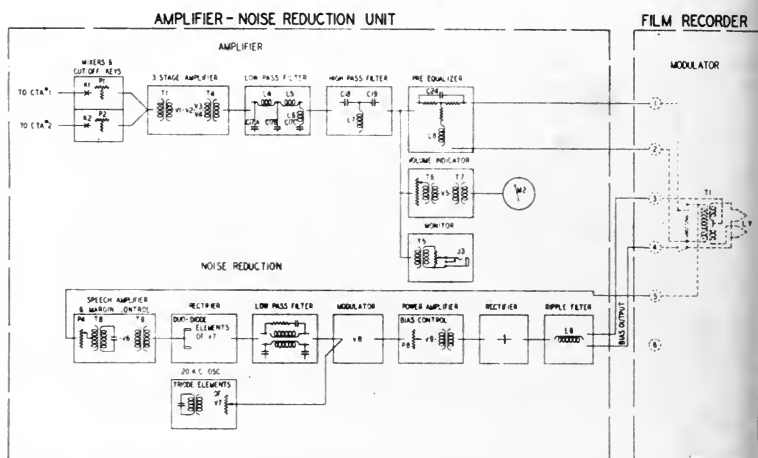 AMPLIFIER - NOISE REDUCTION UNIT
FILM RECORDER
AMPLIFIER
MODULATOR
MIXERS &
CUT OFF KEYS
3 STAGE AMPLIFIER
LOW PASS FILTER
HIGH PASS FILTER
PRE EQUALIZER
K1
P1
TO CTA#1
K2
P2
TO CTA#2
T1
T4
V1-V2
V3
V4
L4
L5
L6
C17A
C17B
C17C
C18
C19
L7
C24
L8
1
2
VOLUME INDICATOR
T6
V5
T7
M2
3
T1
LV
4
MONITOR
T5
J3
NOISE REDUCTION
5
SPEECH AMPLIFIER
& MARGIN CONTROL
RECTIFIER
LOW PASS FILTER
MODULATOR
POWER AMPLIFIER
RECTIFIER
RIPPLE FILTER
P4
T8
V6
T9
DUO-DIODE
ELEMENTS
OF V7
V8
BIAS CONTROL
P8
V9
L9
BIAS OUTPUT
6
20 K.C. OSC
TRIODE ELEMENTS
OF
V7